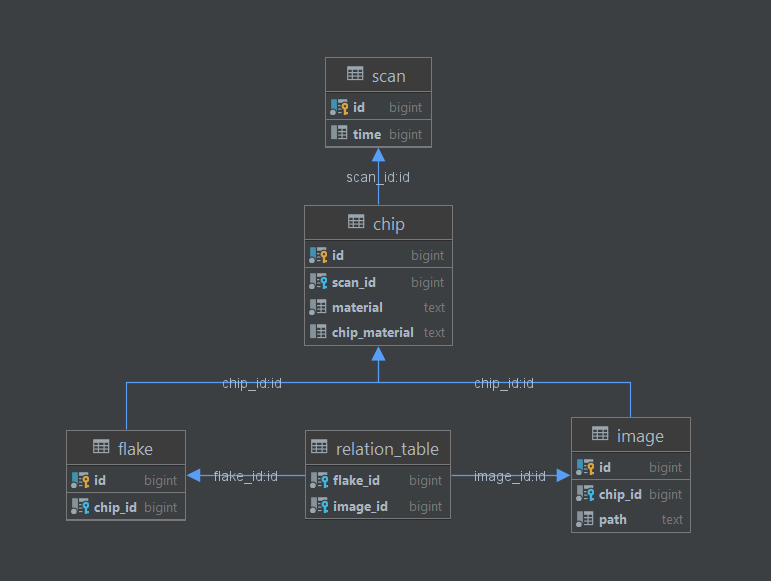 scan
id bigint
time bigint
scan_id:id
chip
id bigint
scan_id bigint
material text
chip_material text
chip_id:id
chip_id:id
flake
id bigint
chip_id bigint
flake_id:id
relation_table
flake_id bigint
image_id bigint
image_id:id
image
id bigint
chip_id bigint
path text